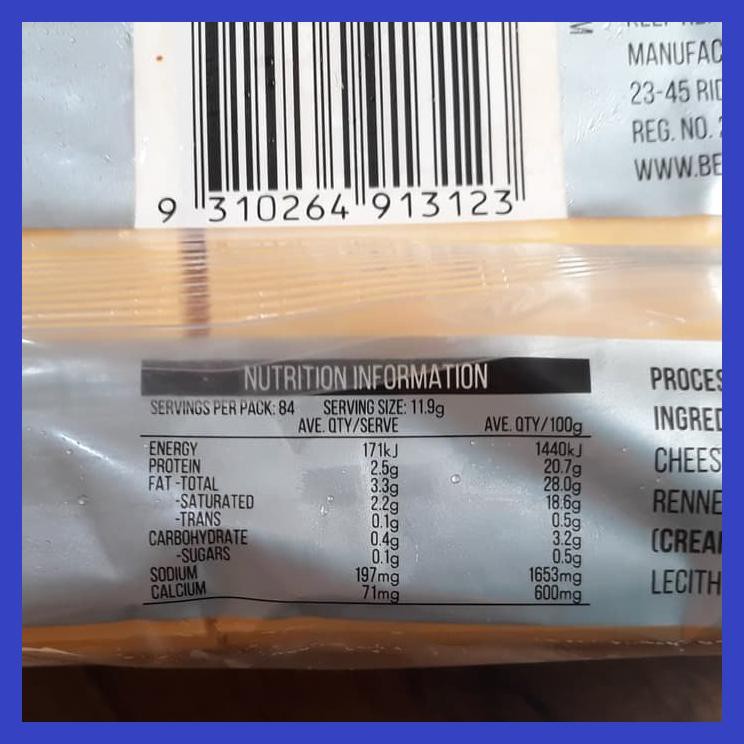 MANUFAC
23-45 RID
REG. NO.
WWW.BE
9 310264 913123
NUTRITION INFORMATION
SERVINGS PER PACK: 84 SERVING SIZE: 11.9g
AVE. QTY/SERVE AVE. QTY/100g
ENERGY 171kJ 1440kJ
PROTEIN 2.5g 20.7g
FAT -TOTAL 3.3g 28.0g
-SATURATED 2.2g 18.6g
-TRANS 0.1g 0.5g
CARBOHYDRATE 0.4g 3.2g
-SUGARS 0.1g 0.5g
SODIUM 197mg 1653mg
CALCIUM 71mg 600mg
PROCES
INGRED
CHEES
RENNE
(CREA
LECITH